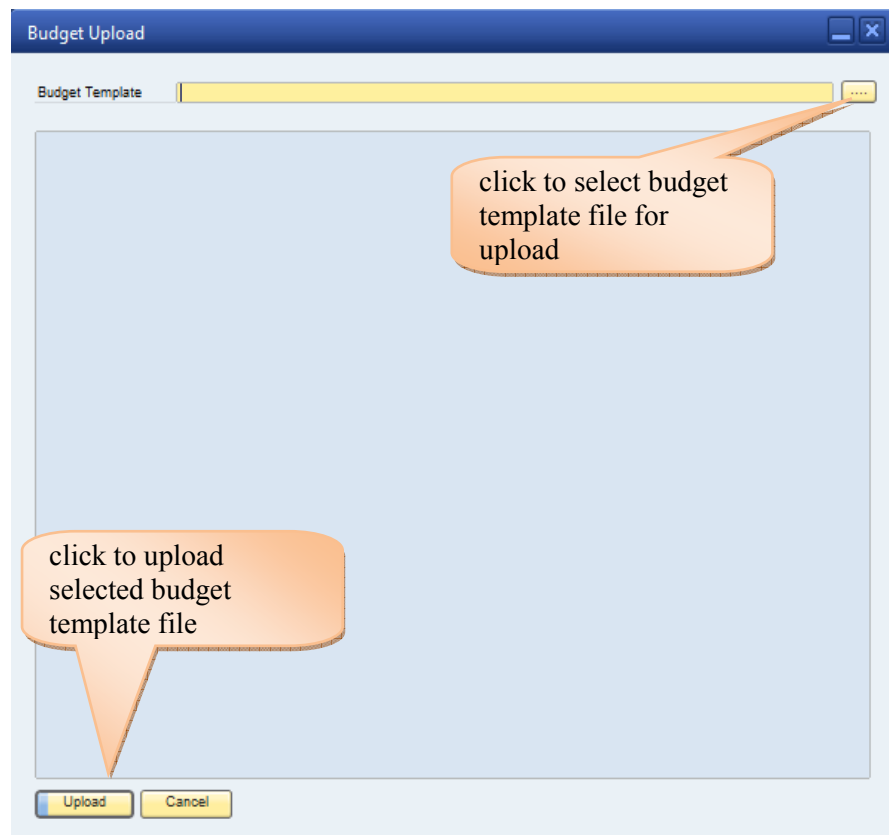 Budget Upload
Budget Template
....
click to select budget
template file for
upload
click to upload
selected budget
template file
Upload
Cancel